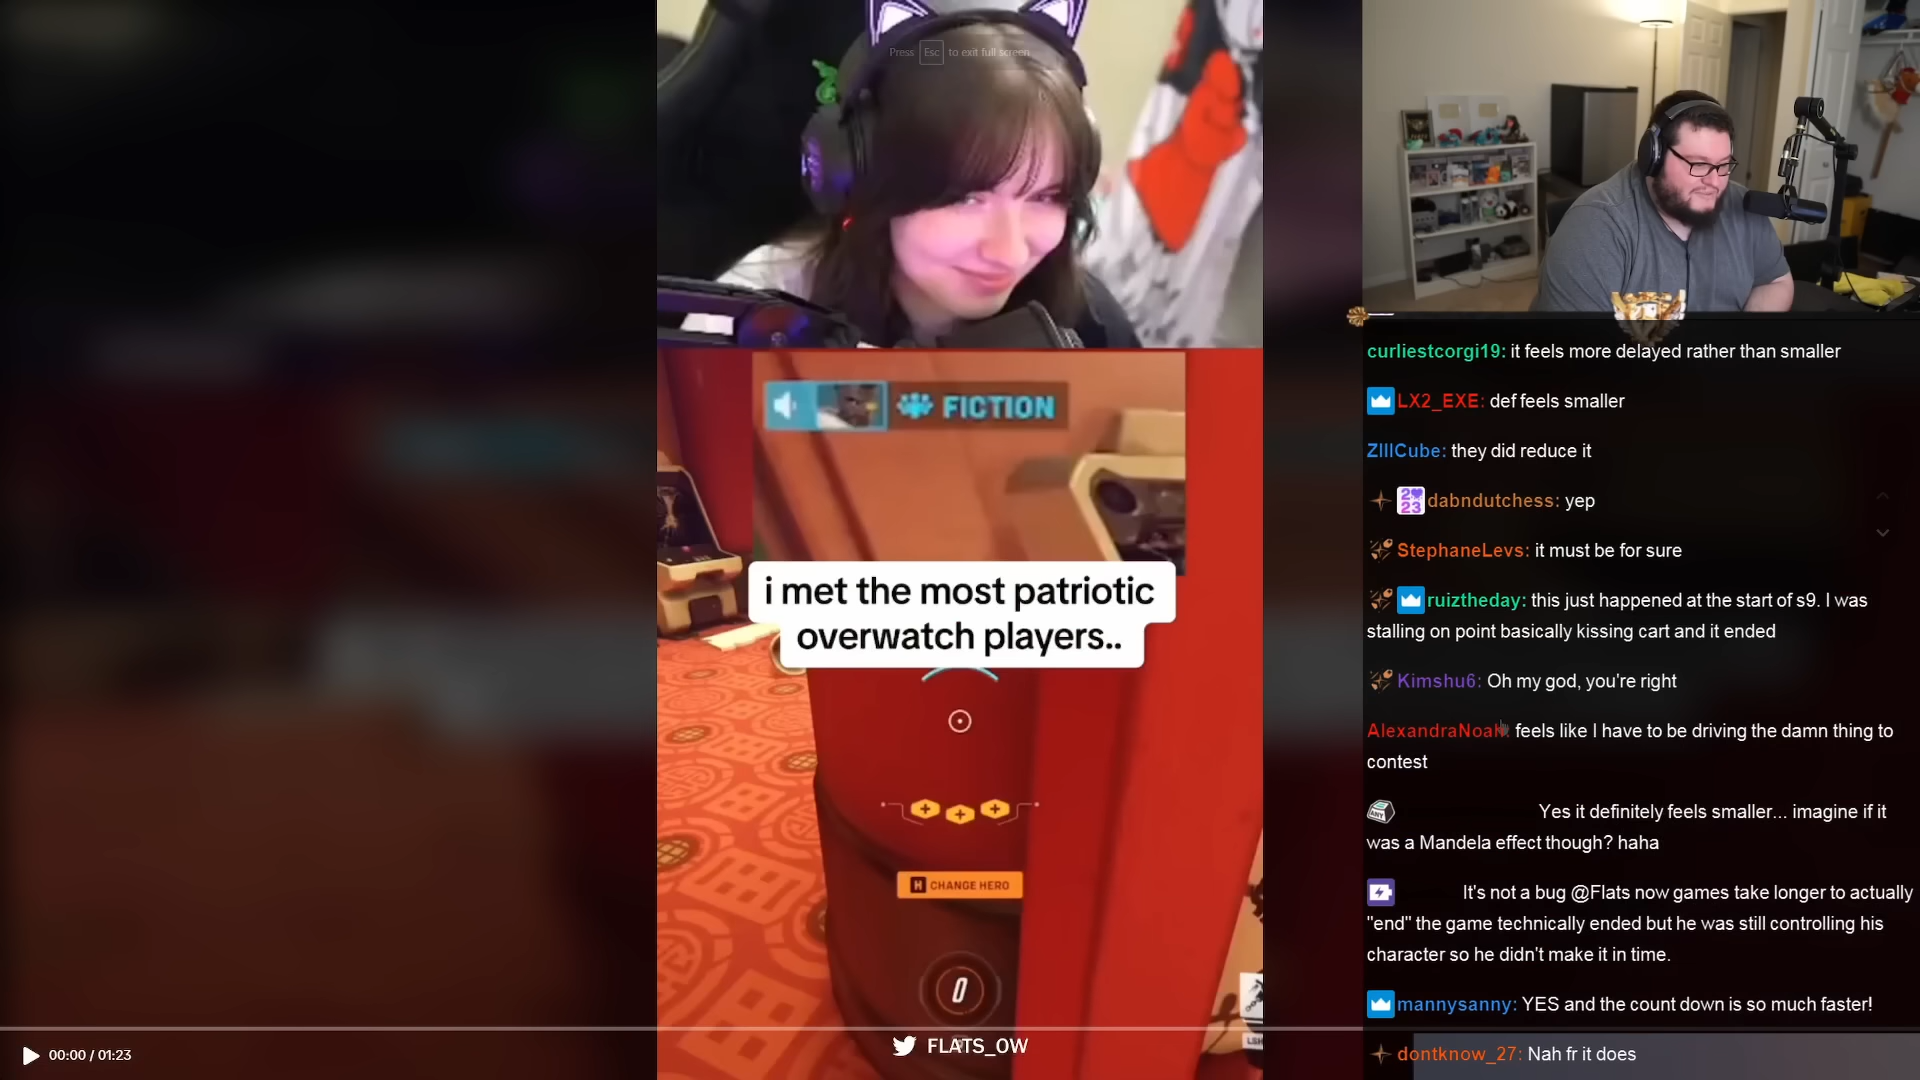 Press Esc to exit full screen
FICTION
i met the most patriotic
overwatch players..
H CHANGE HERO
0
FLATS_OW
00:00 / 01:23
curliestcorgi19: it feels more delayed rather than smaller
LX2_EXE: def feels smaller
ZIllCube: they did reduce it
2 23 dabndutchess: yep
StephaneLevs: it must be for sure
ruiztheday: this just happened at the start of s9. I was
stalling on point basically kissing cart and it ended
Kimshu6: Oh my god, you're right
AlexandraNoah: feels like I have to be driving the damn thing to
contest
ANY Yes it definitely feels smaller... imagine if it
was a Mandela effect though? haha
It's not a bug @Flats now games take longer to actually
"end" the game technically ended but he was still controlling his
character so he didn't make it in time.
mannysanny: YES and the count down is so much faster!
dontknow_27: Nah fr it does